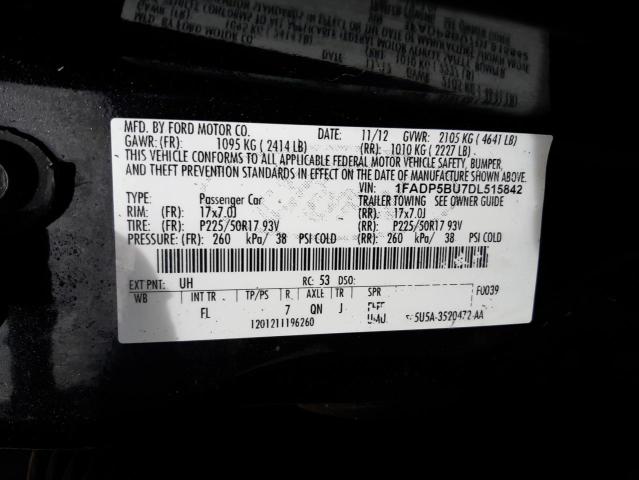 MFD. BY FORD MOTOR CO. DATE: 11/12 GVWR: 2105 KG ( 4641 LB)
GAWR: (FR): 1095 KG ( 2414 LB) (RR): 1010 KG ( 2227 LB)
THIS VEHICLE CONFORMS TO ALL APPLICABLE FEDERAL MOTOR VEHICLE SAFETY, BUMPER,
AND THEFT PREVENTION STANDARDS IN EFFECT ON THE DATE OF MANUFACTURE SHOWN ABOVE.
VIN: 1FADP5BU7DL515842
TYPE: Passenger Car TRAILER TOWING - SEE OWNER GUIDE
RIM: (FR): 17x7.0J (RR): 17x7.0J
TIRE: (FR): P225/50R17 93V (RR): P225/50R17 93V
PRESSURE: (FR): 260 kPa/ 38 PSI COLD (RR): 260 kPa/ 38 PSI COLD
EXT PNT: UH RC: 53 DSO: F0039
WB INT TR TP/PS R AXLE TR SPR
FL 7 QN J
1201211196260 5U5A-3520472-AA